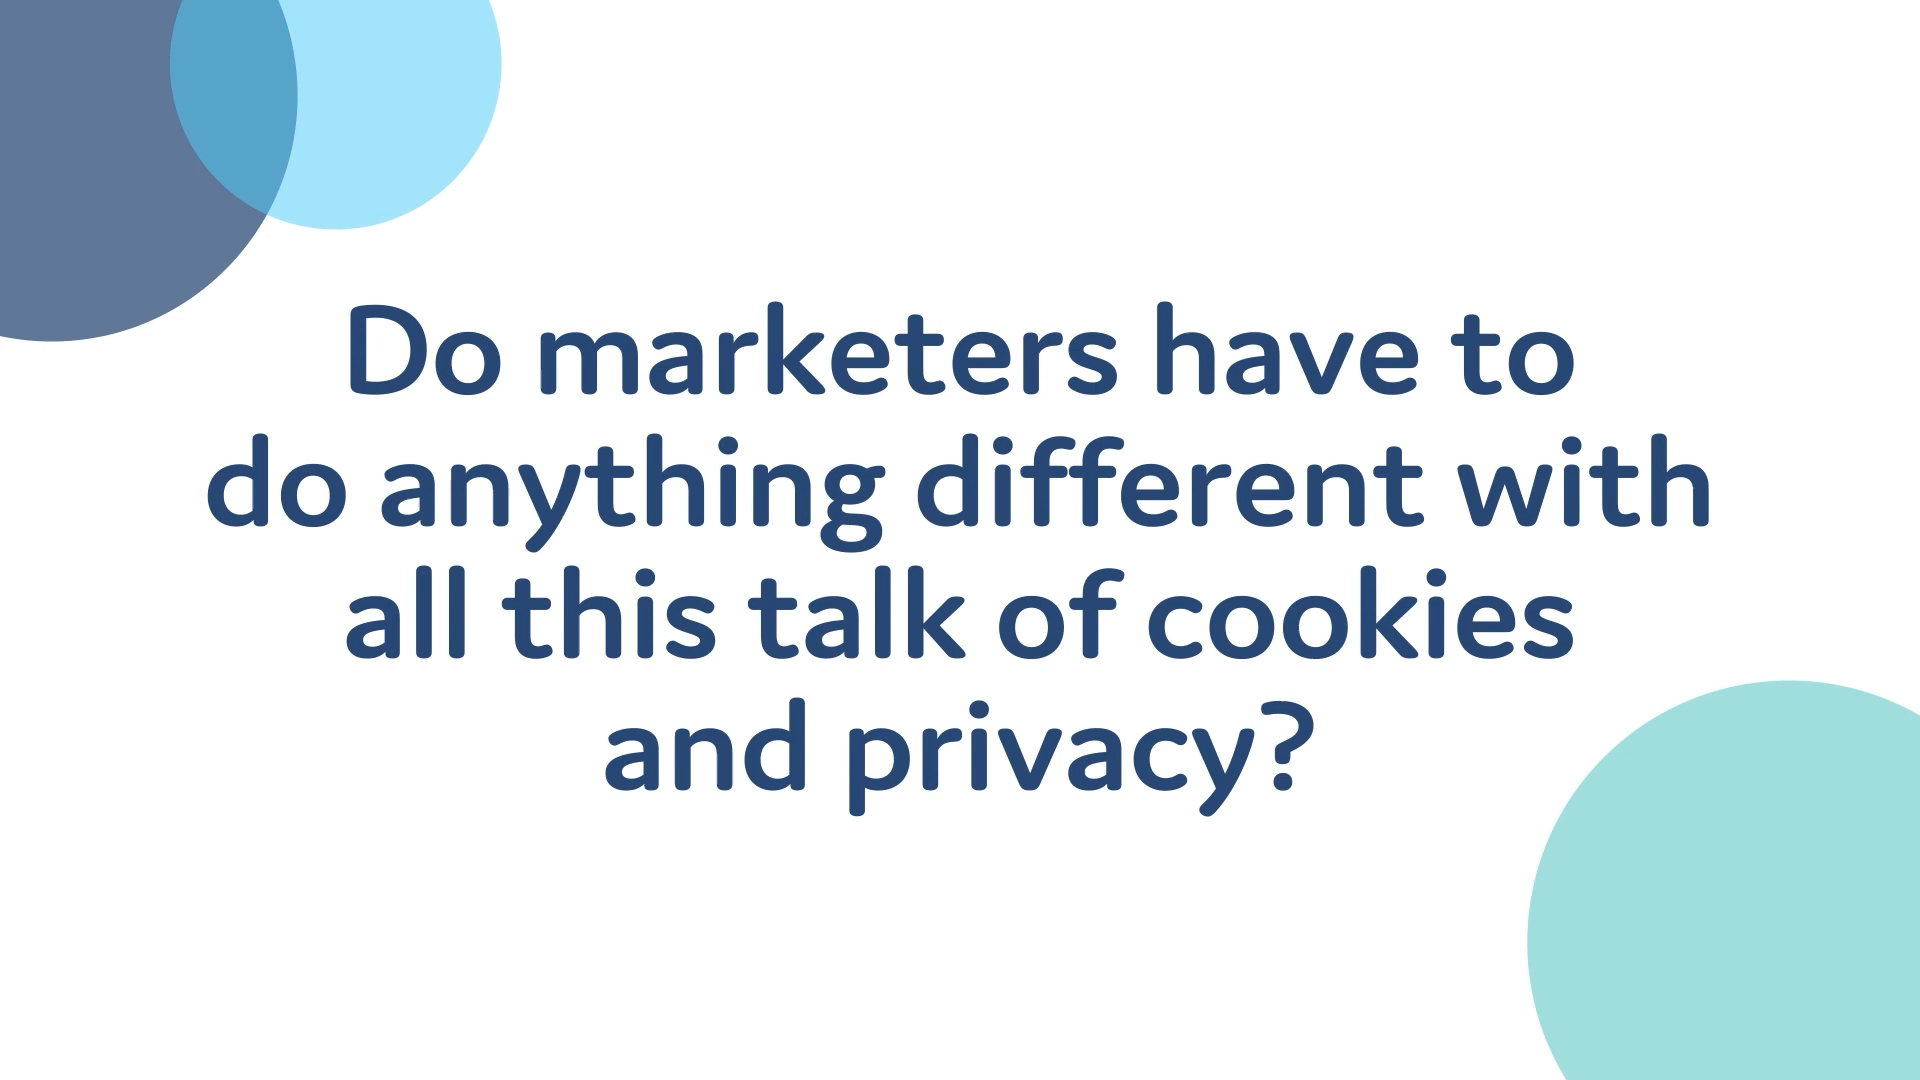 Do marketers have to
do anything different with
all this talk of cookies
and privacy?